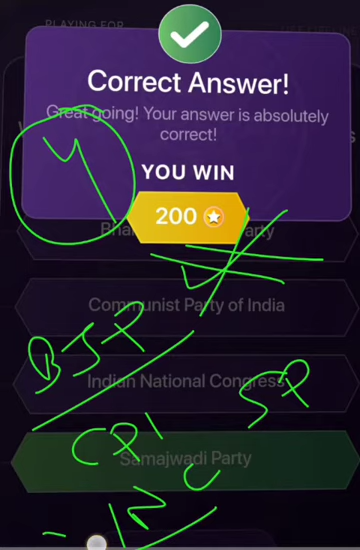 PLAYING FOR
Correct Answer!
Great going! Your answer is absolutely
correct!
YOU WIN
200
Communist Party of India
BJP
Indian National Congress
SP
CPI
Samajwadi Party
INC